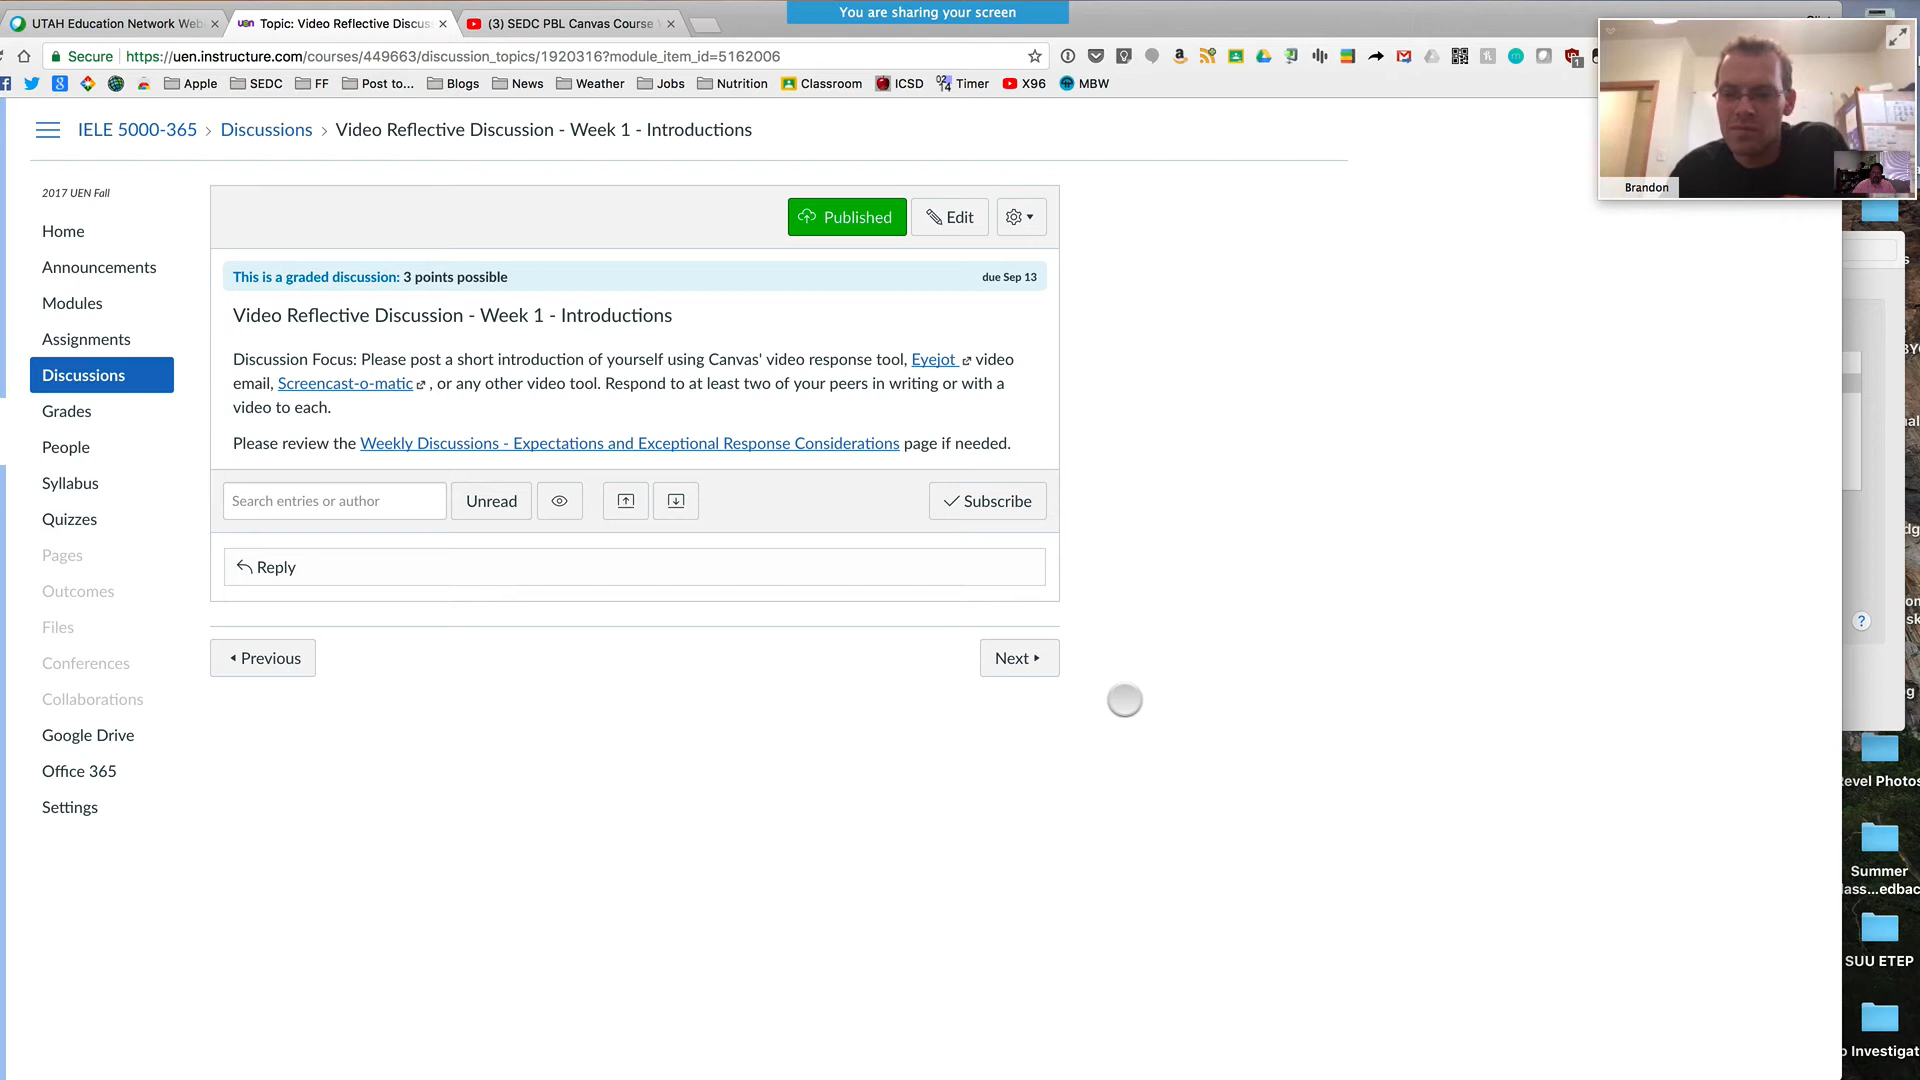 You are sharing your screen
UTAH Education Network Web
Topic: Video Reflective Discus
(3) SEDC PBL Canvas Course
Secure
https://uen.instructure.com/courses/449663/discussion_topics/1920316?module_item_id=5162006
Apple
SEDC
FF
Post to...
Blogs
News
Weather
Jobs
Nutrition
Classroom
ICSD
Timer
X96
MBW
Brandon
IELE 5000-365 › Discussions › Video Reflective Discussion - Week 1 - Introductions
2017 UEN Fall
Home
Announcements
Modules
Assignments
Discussions
Grades
People
Syllabus
Quizzes
Pages
Outcomes
Files
Conferences
Collaborations
Google Drive
Office 365
Settings
Published
Edit
This is a graded discussion: 3 points possible
due Sep 13
Video Reflective Discussion - Week 1 - Introductions
Discussion Focus: Please post a short introduction of yourself using Canvas' video response tool, Eyejot video
email, Screencast-o-matic , or any other video tool. Respond to at least two of your peers in writing or with a
video to each.
Please review the Weekly Discussions - Expectations and Exceptional Response Considerations page if needed.
Search entries or author
Unread
Subscribe
Reply
Previous
Next
?
evel Photos
Summer
lass...edbac
SUU ETEP
o Investigat